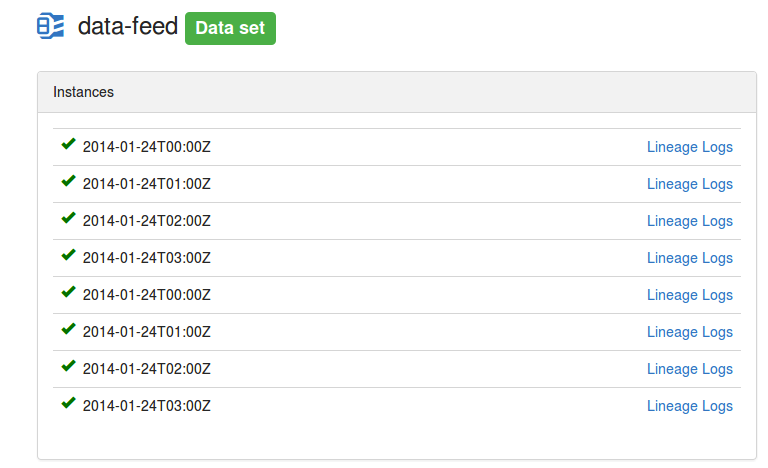 data-feed Data set
Instances
2014-01-24T00:00Z Lineage Logs
2014-01-24T01:00Z Lineage Logs
2014-01-24T02:00Z Lineage Logs
2014-01-24T03:00Z Lineage Logs
2014-01-24T00:00Z Lineage Logs
2014-01-24T01:00Z Lineage Logs
2014-01-24T02:00Z Lineage Logs
2014-01-24T03:00Z Lineage Logs